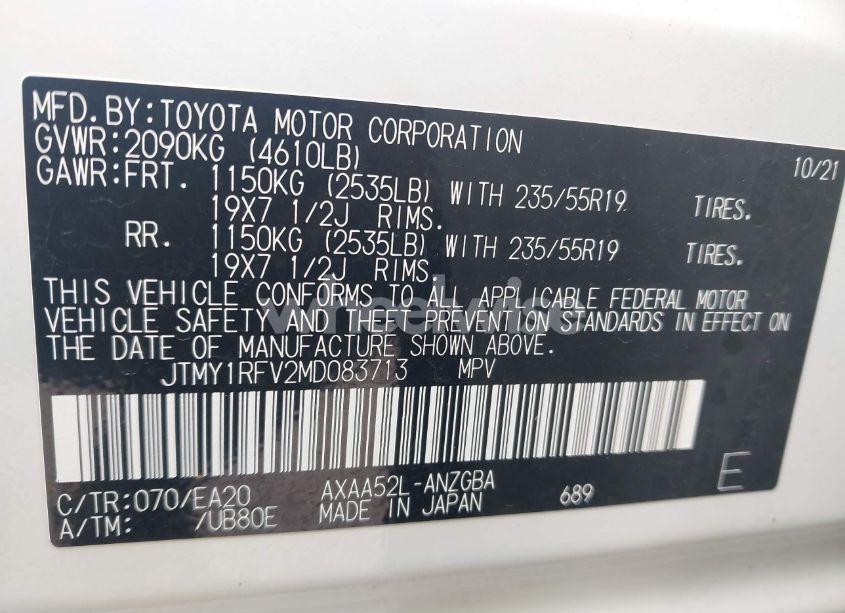 MFD. BY: TOYOTA MOTOR CORPORATION 10/21
GVWR: 2090KG (4610LB)
GAWR: FRT. 1150KG (2535LB) WITH 235/55R19 TIRES.
19X7 1/2J RIMS.
RR. 1150KG (2535LB) WITH 235/55R19 TIRES.
19X7 1/2J RIMS.
THIS VEHICLE CONFORMS TO ALL APPLICABLE FEDERAL MOTOR
VEHICLE SAFETY AND THEFT PREVENTION STANDARDS IN EFFECT ON
THE DATE OF MANUFACTURE SHOWN ABOVE.
JTMY1RFV2MD083713 MPV
C/TR: 070/EA20 AXAA52L-ANZGBA 689 E
A/TM: /UB80E MADE IN JAPAN
wheelwise